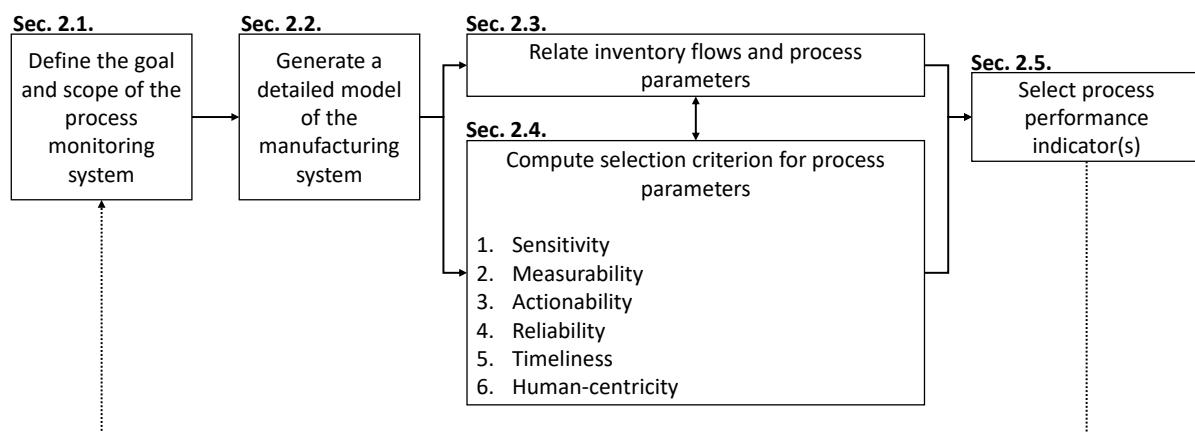 Sec. 2.1.
Define the goal
and scope of the
process
monitoring
system
Sec. 2.2.
Generate a
detailed model
of the
manufacturing
system
Sec. 2.3.
Relate inventory flows and process
parameters
Sec. 2.4.
Compute selection criterion for process
parameters
1. Sensitivity
2. Measurability
3. Actionability
4. Reliability
5. Timeliness
6. Human-centricity
Sec. 2.5.
Select process
performance
indicator(s)